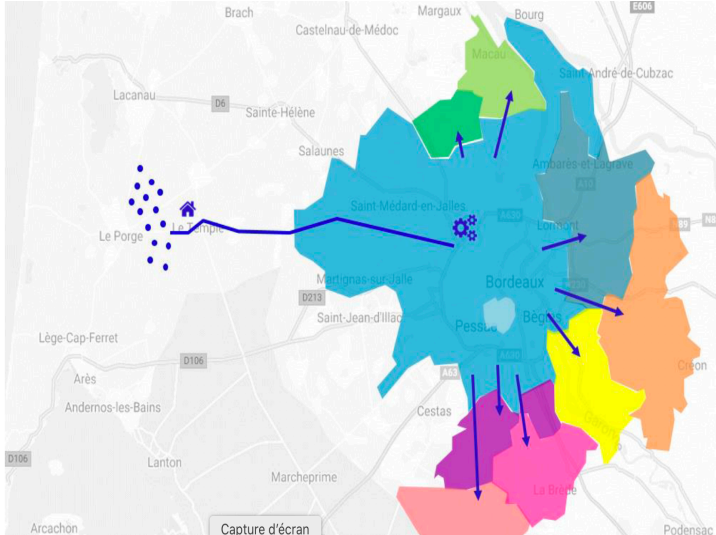 Brach
Margaux
Bourg
E606
Castelnau-de-Médoc
Macau
Saint-André-de-Cubzac
Lacanau
D6
Sainte-Hélène
Salaunes
Ambarès-et-Lagrave
A10
Saint-Médard-en-Jalles
A630
Le Porge
Le Temple
Lormont
N89
Martignas-sur-Jalle
Bordeaux
D213
Saint-Jean-d'Illac
Pessac
Bègles
Lège-Cap-Ferret
D106
A630
Créon
Arès
A63
Andernos-les-Bains
Cestas
Garonne
D106
Lanton
Marcheprime
La Brède
Arcachon
Capture d'écran
Podensac